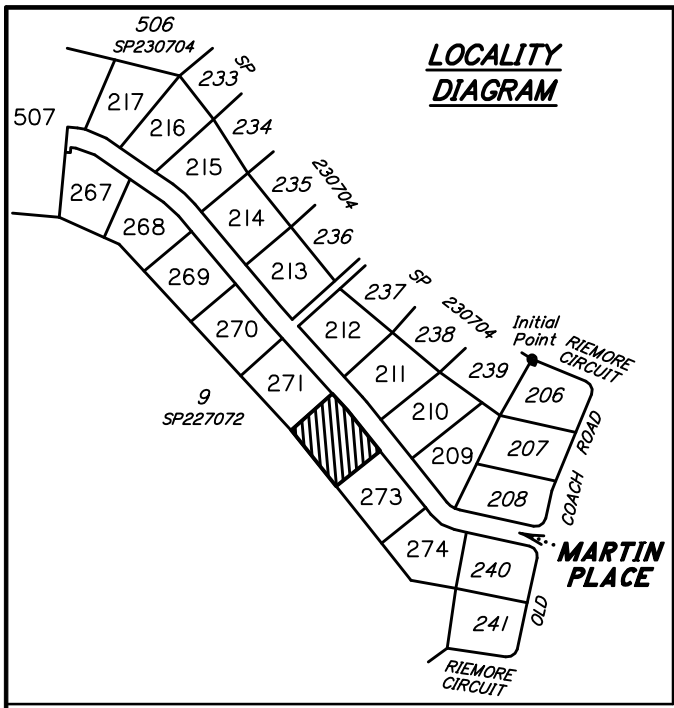 LOCALITY
DIAGRAM
506
SP230704
507
217
216
215
214
213
212
211
210
209
233
SP
234
235
230704
236
237
SP
238
230704
239
Initial
Point
RIEMORE
CIRCUIT
206
207
208
COACH ROAD
267
268
269
270
271
273
274
9
SP227072
MARTIN
PLACE
240
241
OLD
RIEMORE
CIRCUIT